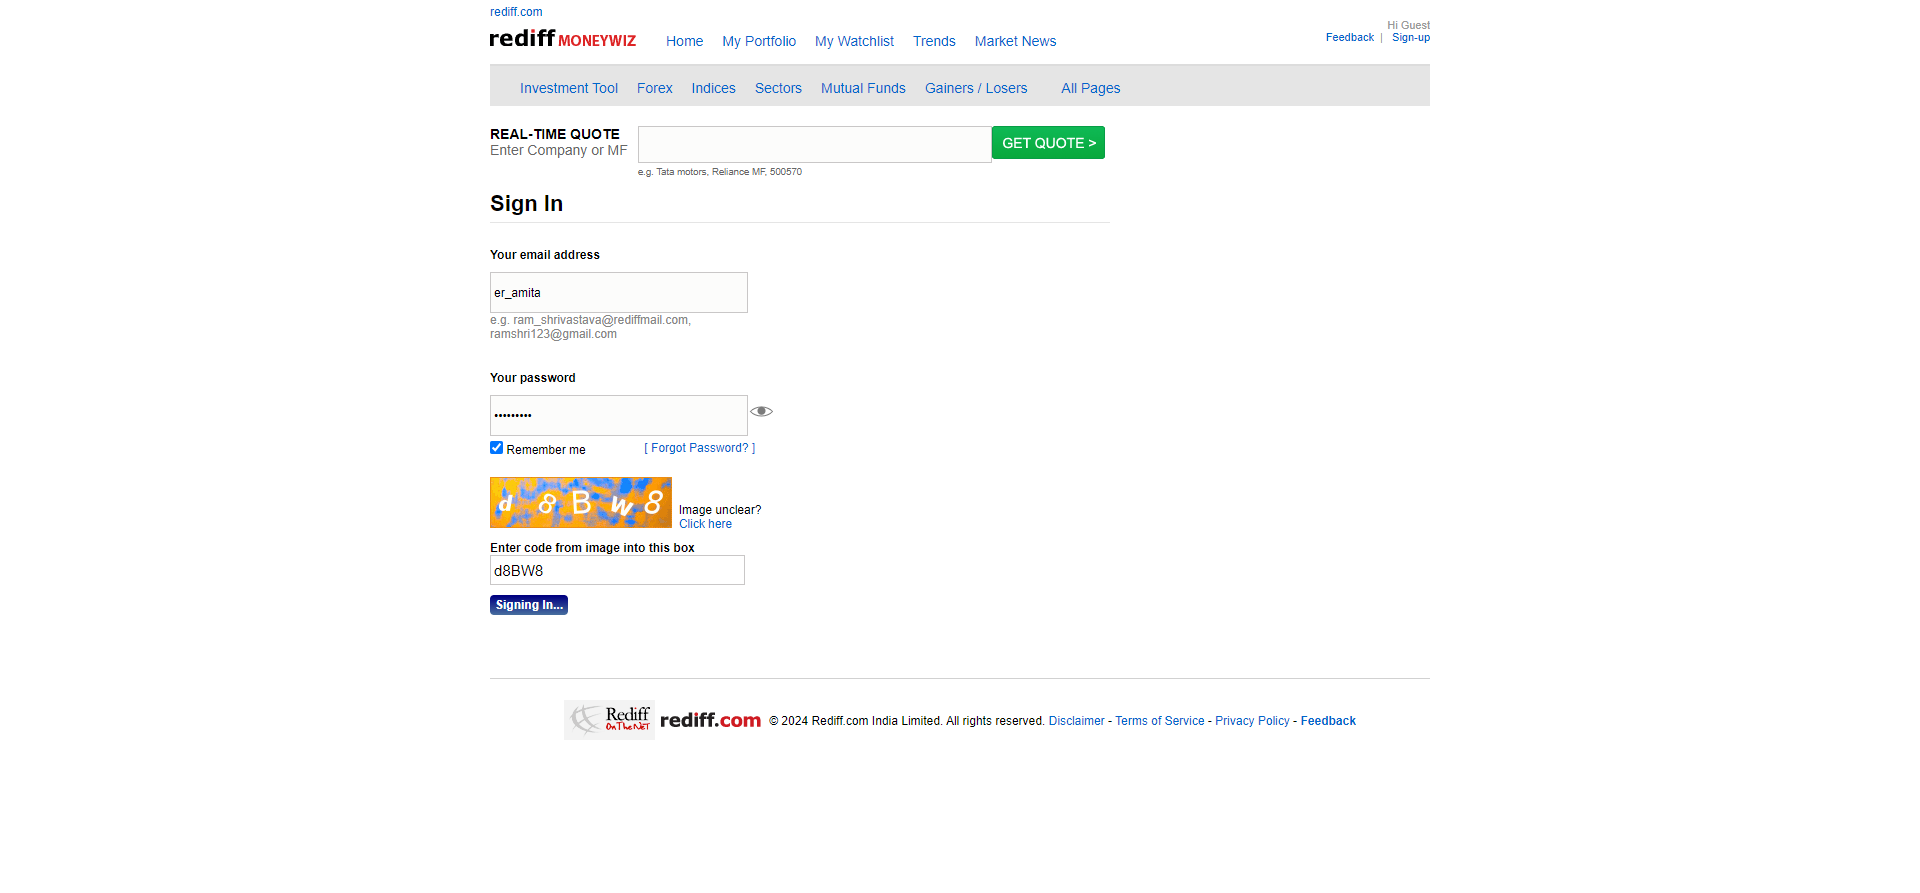 rediff.com
rediff MONEYWIZ Home My Portfolio My Watchlist Trends Market News
Hi Guest
Feedback | Sign-up
Investment Tool Forex Indices Sectors Mutual Funds Gainers / Losers All Pages
REAL-TIME QUOTE
Enter Company or MF
GET QUOTE >
e.g. Tata motors, Reliance MF, 500570
Sign In
Your email address
er_amita
e.g. ram_shrivastava@rediffmail.com,
ramshri123@gmail.com
Your password
•••••••••
Remember me [ Forgot Password? ]
d 8 B W 8
Image unclear?
Click here
Enter code from image into this box
d8BW8
Signing In...
Rediff
On The Net
rediff.com © 2024 Rediff.com India Limited. All rights reserved. Disclaimer - Terms of Service - Privacy Policy - Feedback